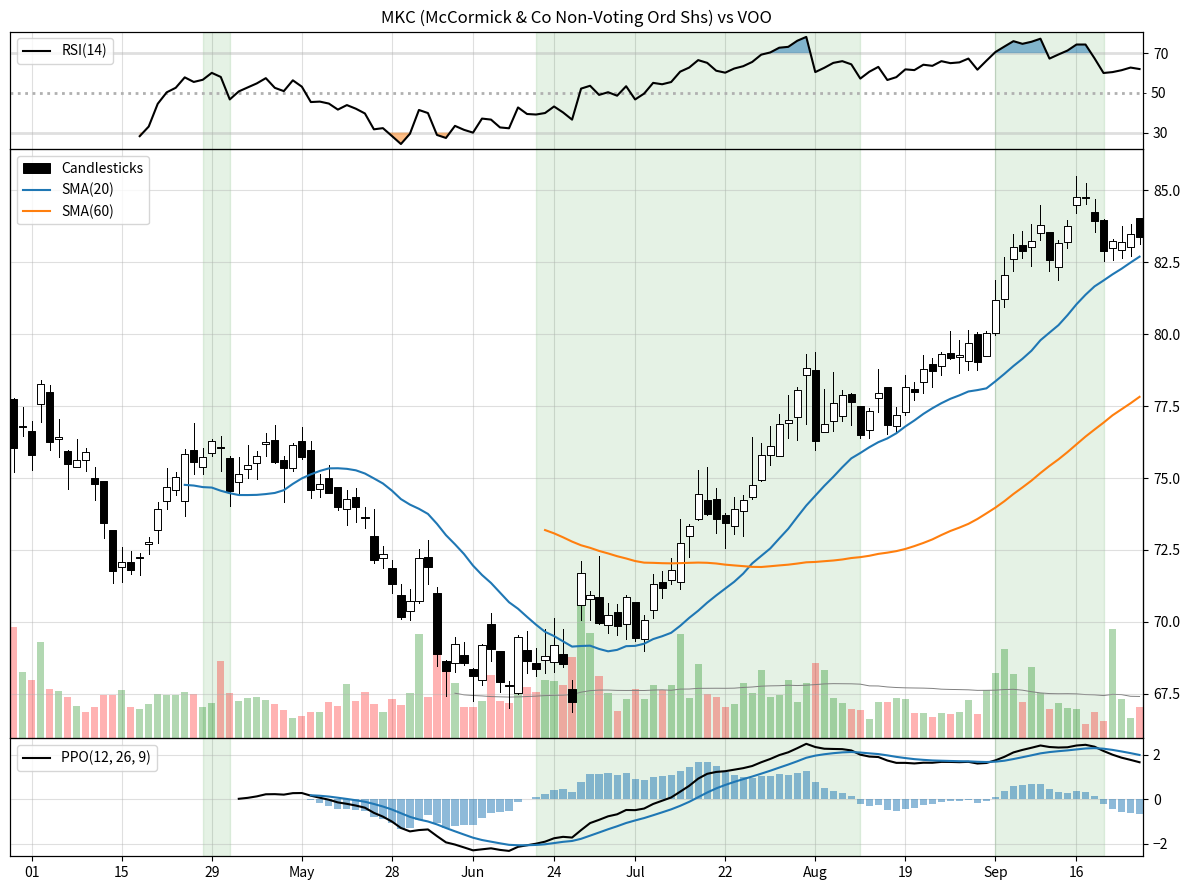 MKC (McCormick & Co Non-Voting Ord Shs) vs VOO
RSI(14)
70
50
30
Candlesticks
SMA(20)
SMA(60)
85.0
82.5
80.0
77.5
75.0
72.5
70.0
67.5
PPO(12, 26, 9)
2
0
−2
01 15 29 May 28 Jun 24 Jul 22 Aug 19 Sep 16